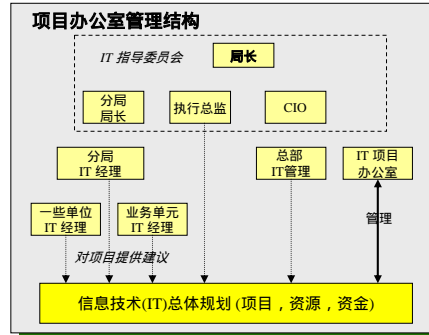 项目办公室管理结构
IT 指导委员会
局长
分局
局长
执行总监
CIO
分局
IT 经理
总部
IT管理
IT 项目
办公室
一些单位
IT 经理
业务单元
IT 经理
管理
对项目提供建议
信息技术(IT)总体规划 (项目，资源，资金)